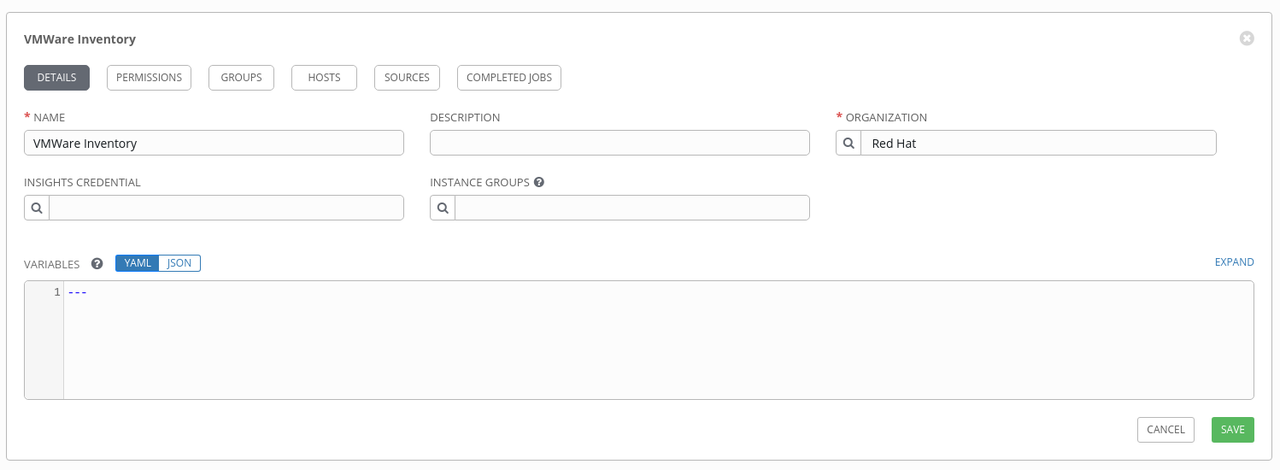 VMWare Inventory
DETAILS PERMISSIONS GROUPS HOSTS SOURCES COMPLETED JOBS
* NAME DESCRIPTION * ORGANIZATION
VMWare Inventory Red Hat
INSIGHTS CREDENTIAL INSTANCE GROUPS ?
VARIABLES ? YAML JSON EXPAND
1 ---
CANCEL SAVE